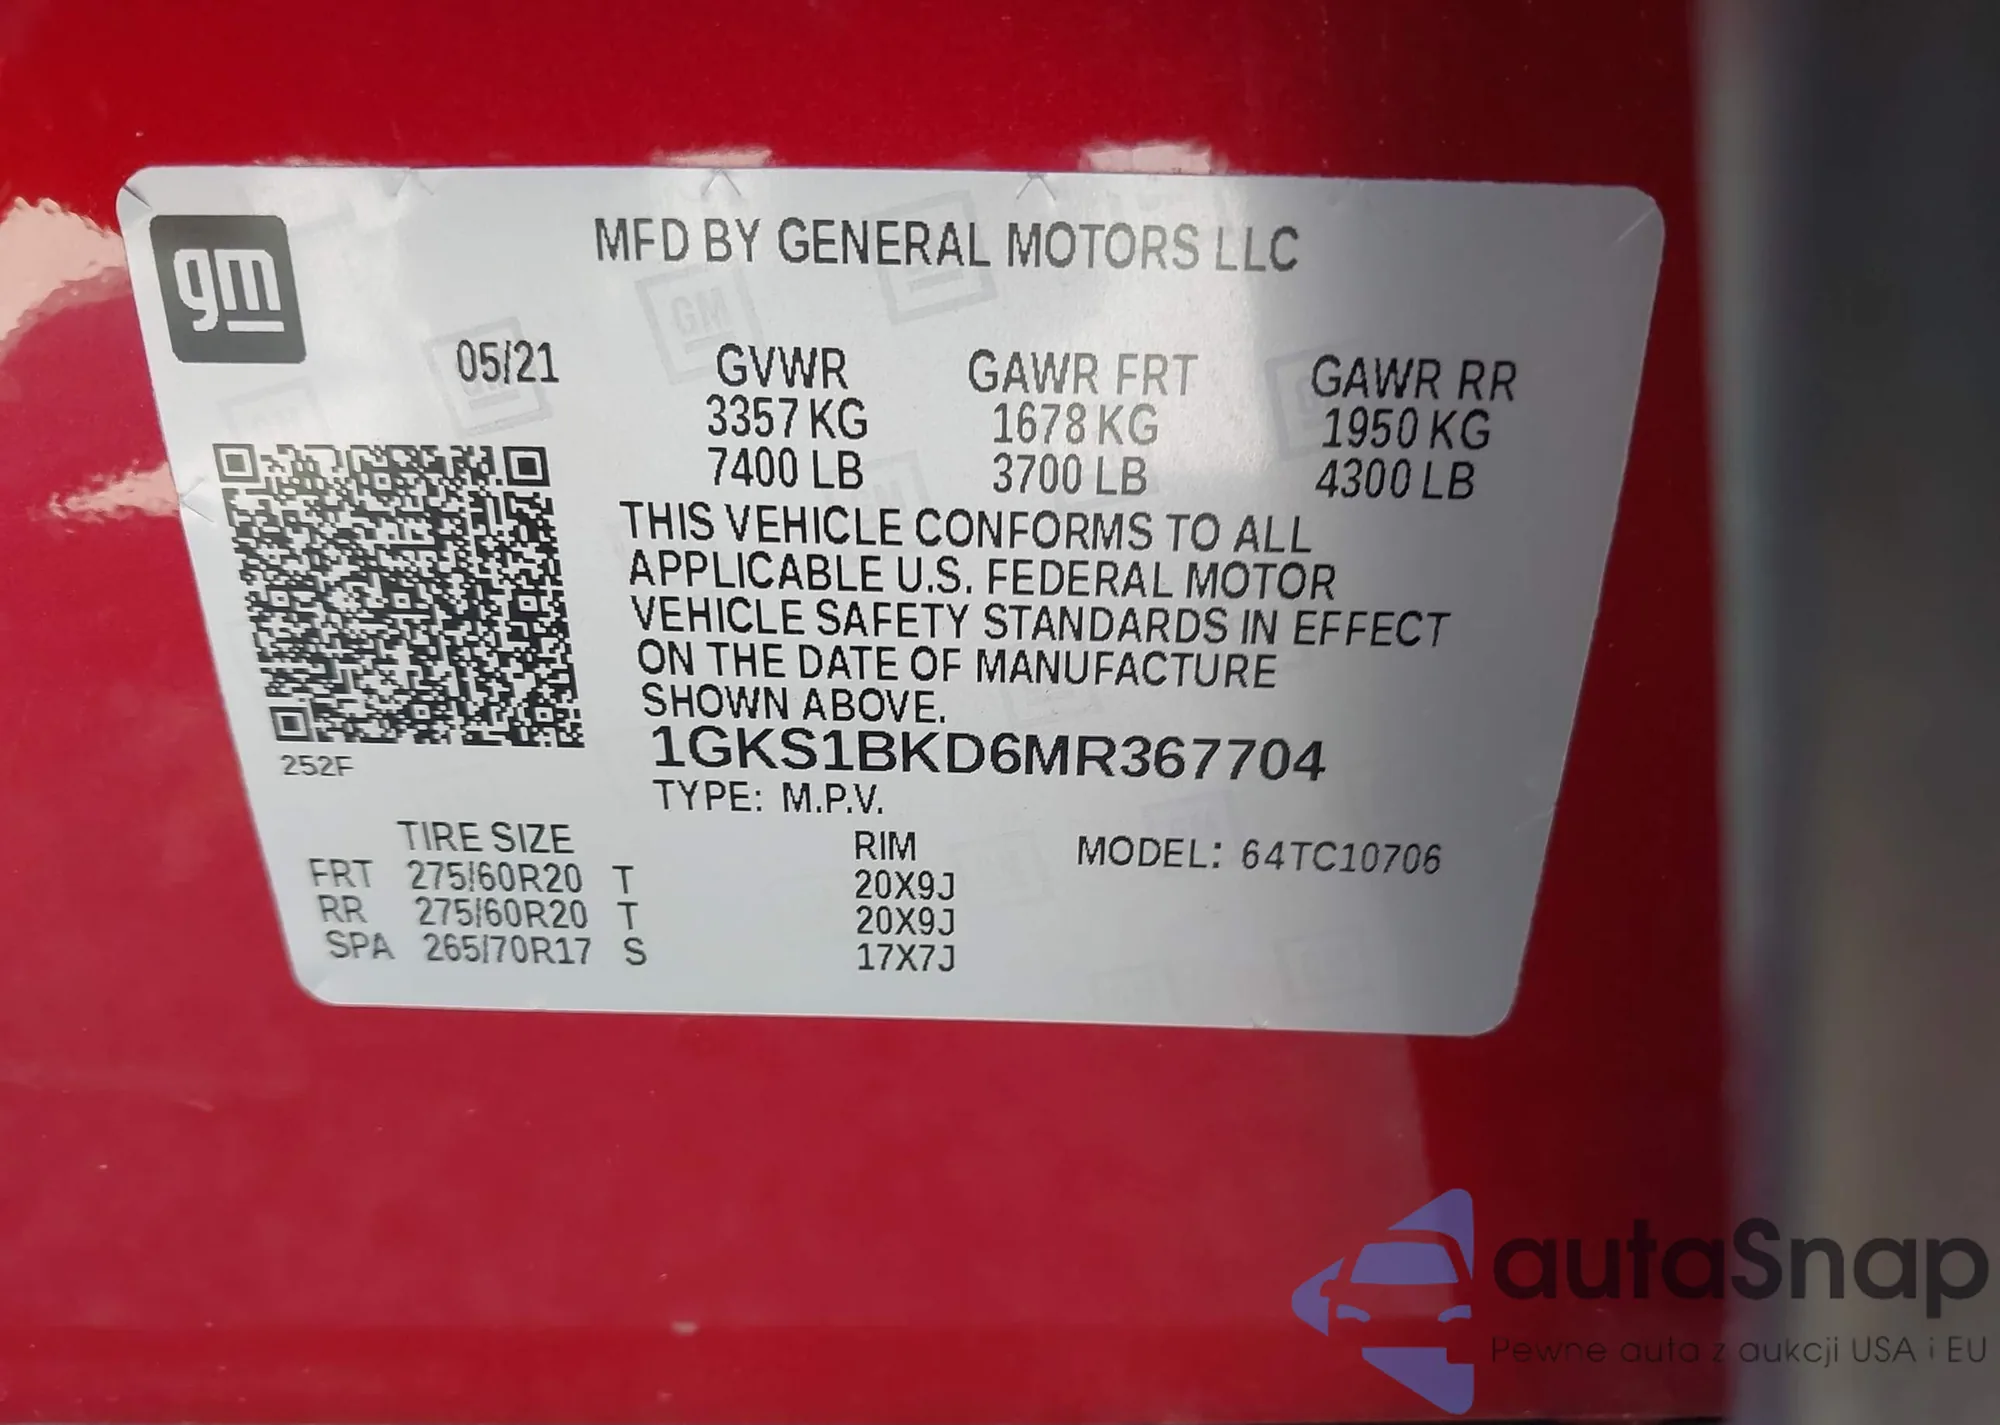 gm
MFD BY GENERAL MOTORS LLC
05/21
GVWR GAWR FRT GAWR RR
3357 KG 1678 KG 1950 KG
7400 LB 3700 LB 4300 LB
THIS VEHICLE CONFORMS TO ALL
APPLICABLE U.S. FEDERAL MOTOR
VEHICLE SAFETY STANDARDS IN EFFECT
ON THE DATE OF MANUFACTURE
SHOWN ABOVE.
1GKS1BKD6MR367704
252F
TYPE: M.P.V.
TIRE SIZE RIM MODEL: 64TC10706
FRT 275/60R20 T 20X9J
RR 275/60R20 T 20X9J
SPA 265/70R17 S 17X7J
GM
autaSnap
Pewne auta z aukcji USA i EU